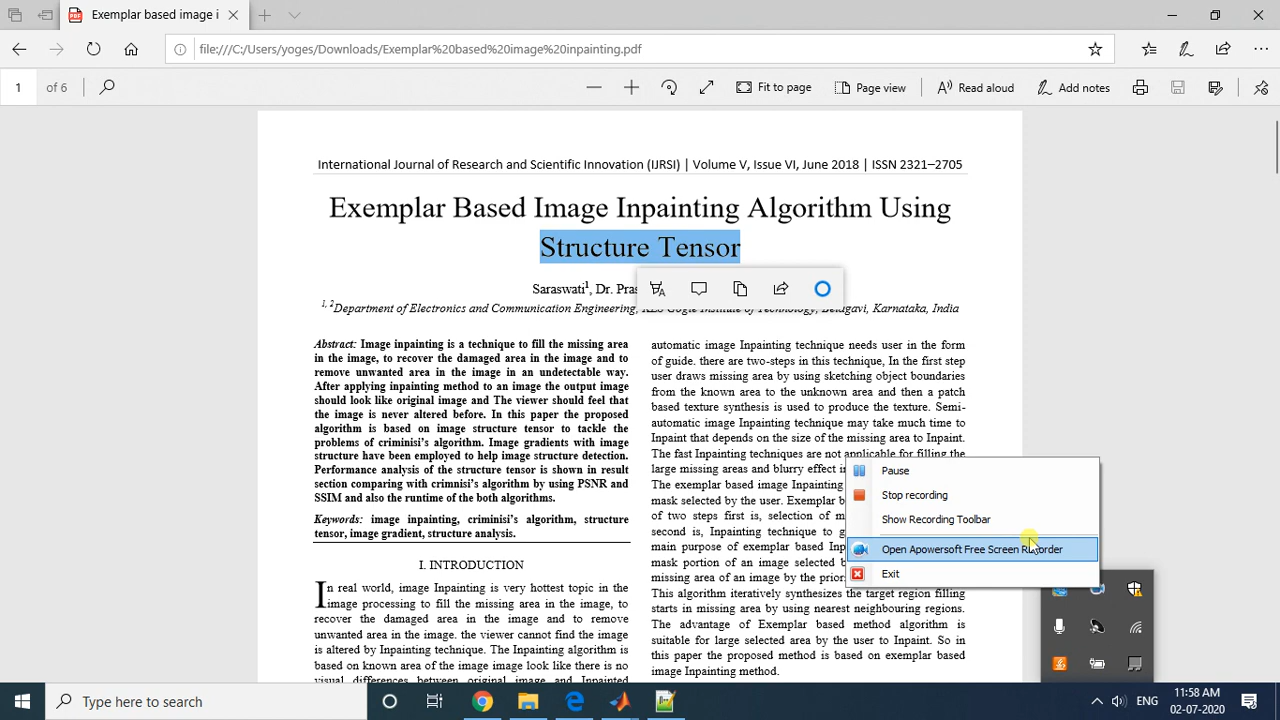 Exemplar based image i
file:///C:/Users/yoges/Downloads/Exemplar%20based%20image%20inpainting.pdf
1 of 6
Fit to page
Page view
Read aloud
Add notes
International Journal of Research and Scientific Innovation (IJRSI) | Volume V, Issue VI, June 2018 | ISSN 2321–2705
Exemplar Based Image Inpainting Algorithm Using
Structure Tensor
Saraswati1, Dr. Pras
1, 2Department of Electronics and Communication Engineering, KLS Gogte Institute of Technology, Belagavi, Karnataka, India
Abstract: Image inpainting is a technique to fill the missing area
in the image, to recover the damaged area in the image and to
remove unwanted area in the image in an undetectable way.
After applying inpainting method to an image the output image
should look like original image and The viewer should feel that
the image is never altered before. In this paper the proposed
algorithm is based on image structure tensor to tackle the
problems of criminisi's algorithm. Image gradients with image
structure have been employed to help image structure detection.
Performance analysis of the structure tensor is shown in result
section comparing with crimnisi's algorithm by using PSNR and
SSIM and also the runtime of the both algorithms.
Keywords: image inpainting, criminisi's algorithm, structure
tensor, image gradient, structure analysis.
I. INTRODUCTION
In real world, image Inpainting is very hottest topic in the
image processing to fill the missing area in the image, to
recover the damaged area in the image and to remove
unwanted area in the image. the viewer cannot find the image
is altered by Inpainting technique. The Inpainting algorithm is
based on known area of the image image look like there is no
visual differences between original image and Inpainted
automatic image Inpainting technique needs user in the form
of guide. there are two-steps in this technique, In the first step
user draws missing area by using sketching object boundaries
from the known area to the unknown area and then a patch
based texture synthesis is used to produce the texture. Semi-
automatic image Inpainting technique may take much time to
Inpaint that depends on the size of the missing area to Inpaint.
The fast Inpainting techniques are not applicable for filling the
large missing areas and blurry effect i
The exemplar based image Inpainting
mask selected by the user. Exemplar b
of two steps first is, selection of m
second is, Inpainting technique to g
main purpose of exemplar based Inp
mask portion of an image selected b
missing area of an image by the prior
This algorithm iteratively synthesizes the target region filling
starts in missing area by using nearest neighbouring regions.
The advantage of Exemplar based method algorithm is
suitable for large selected area by the user to Inpaint. So in
this paper the proposed method is based on exemplar based
image Inpainting method.
Pause
Stop recording
Show Recording Toolbar
Open Apowersoft Free Screen Recorder
Exit
Type here to search
ENG
11:58 AM
02-07-2020